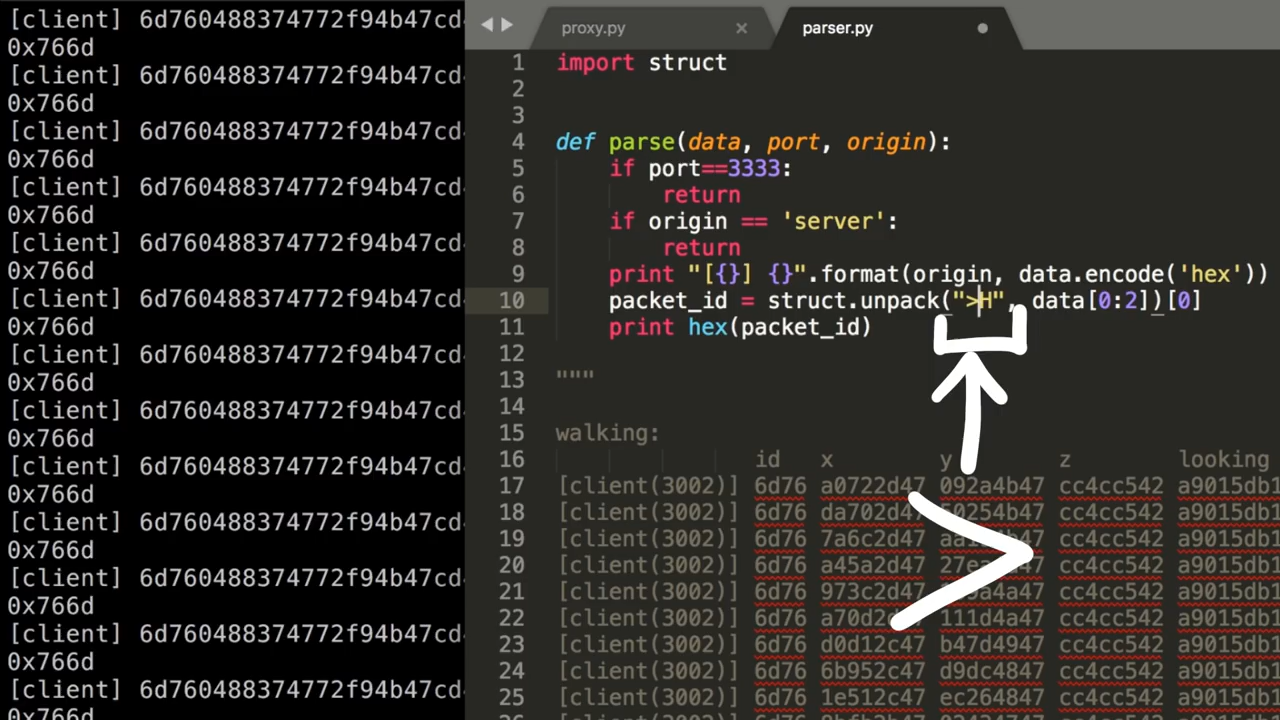 [client] 6d760488374772f94b47cd
0x766d
[client] 6d760488374772f94b47cd
0x766d
[client] 6d760488374772f94b47cd
0x766d
[client] 6d760488374772f94b47cd
0x766d
[client] 6d760488374772f94b47cd
0x766d
[client] 6d760488374772f94b47cd
0x766d
[client] 6d760488374772f94b47cd
0x766d
[client] 6d760488374772f94b47cd
0x766d
[client] 6d760488374772f94b47cd
0x766d
[client] 6d760488374772f94b47cd
0x766d
[client] 6d760488374772f94b47cd
0x766d
[client] 6d760488374772f94b47cd
0x766d
[client] 6d760488374772f94b47cd
0x766d
proxy.py
parser.py
1 import struct
2
3
4 def parse(data, port, origin):
5 if port==3333:
6 return
7 if origin == 'server':
8 return
9 print "[{}] {}".format(origin, data.encode('hex'))
10 packet_id = struct.unpack(">H", data[0:2])[0]
11 print hex(packet_id)
12
13 """
14
15 walking:
16 id x y z looking
17 [client(3002)] 6d76 a0722d47 092a4b47 cc4cc542 a9015db1
18 [client(3002)] 6d76 da702d47 50254b47 cc4cc542 a9015db1
19 [client(3002)] 6d76 7a6c2d47 cc4cc542 a9015db1
20 [client(3002)] 6d76 a45a2d47 cc4cc542 a9015db1
21 [client(3002)] 6d76 973c2d47 cc4cc542 a9015db1
22 [client(3002)] 6d76 111d4a47 cc4cc542 a9015db1
23 [client(3002)] 6d76 d0d12c47 b47d4947 cc4cc542 a9015db1
24 [client(3002)] 6d76 6b952c47 d9dc4847 cc4cc542 a9015db1
25 [client(3002)] 6d76 1e512c47 ec264847 cc4cc542 a9015db1
>